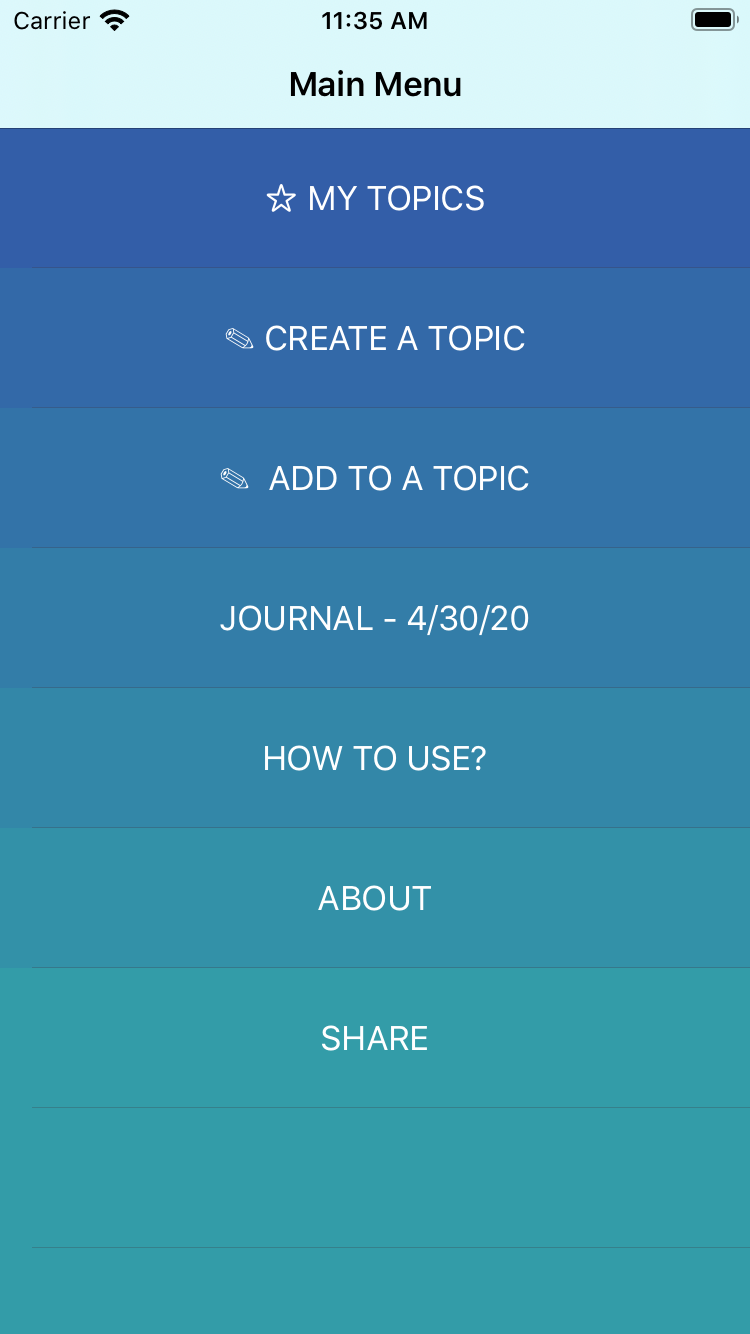 Carrier 11:35 AM
Main Menu
☆ MY TOPICS
✎ CREATE A TOPIC
✎ ADD TO A TOPIC
JOURNAL - 4/30/20
HOW TO USE?
ABOUT
SHARE